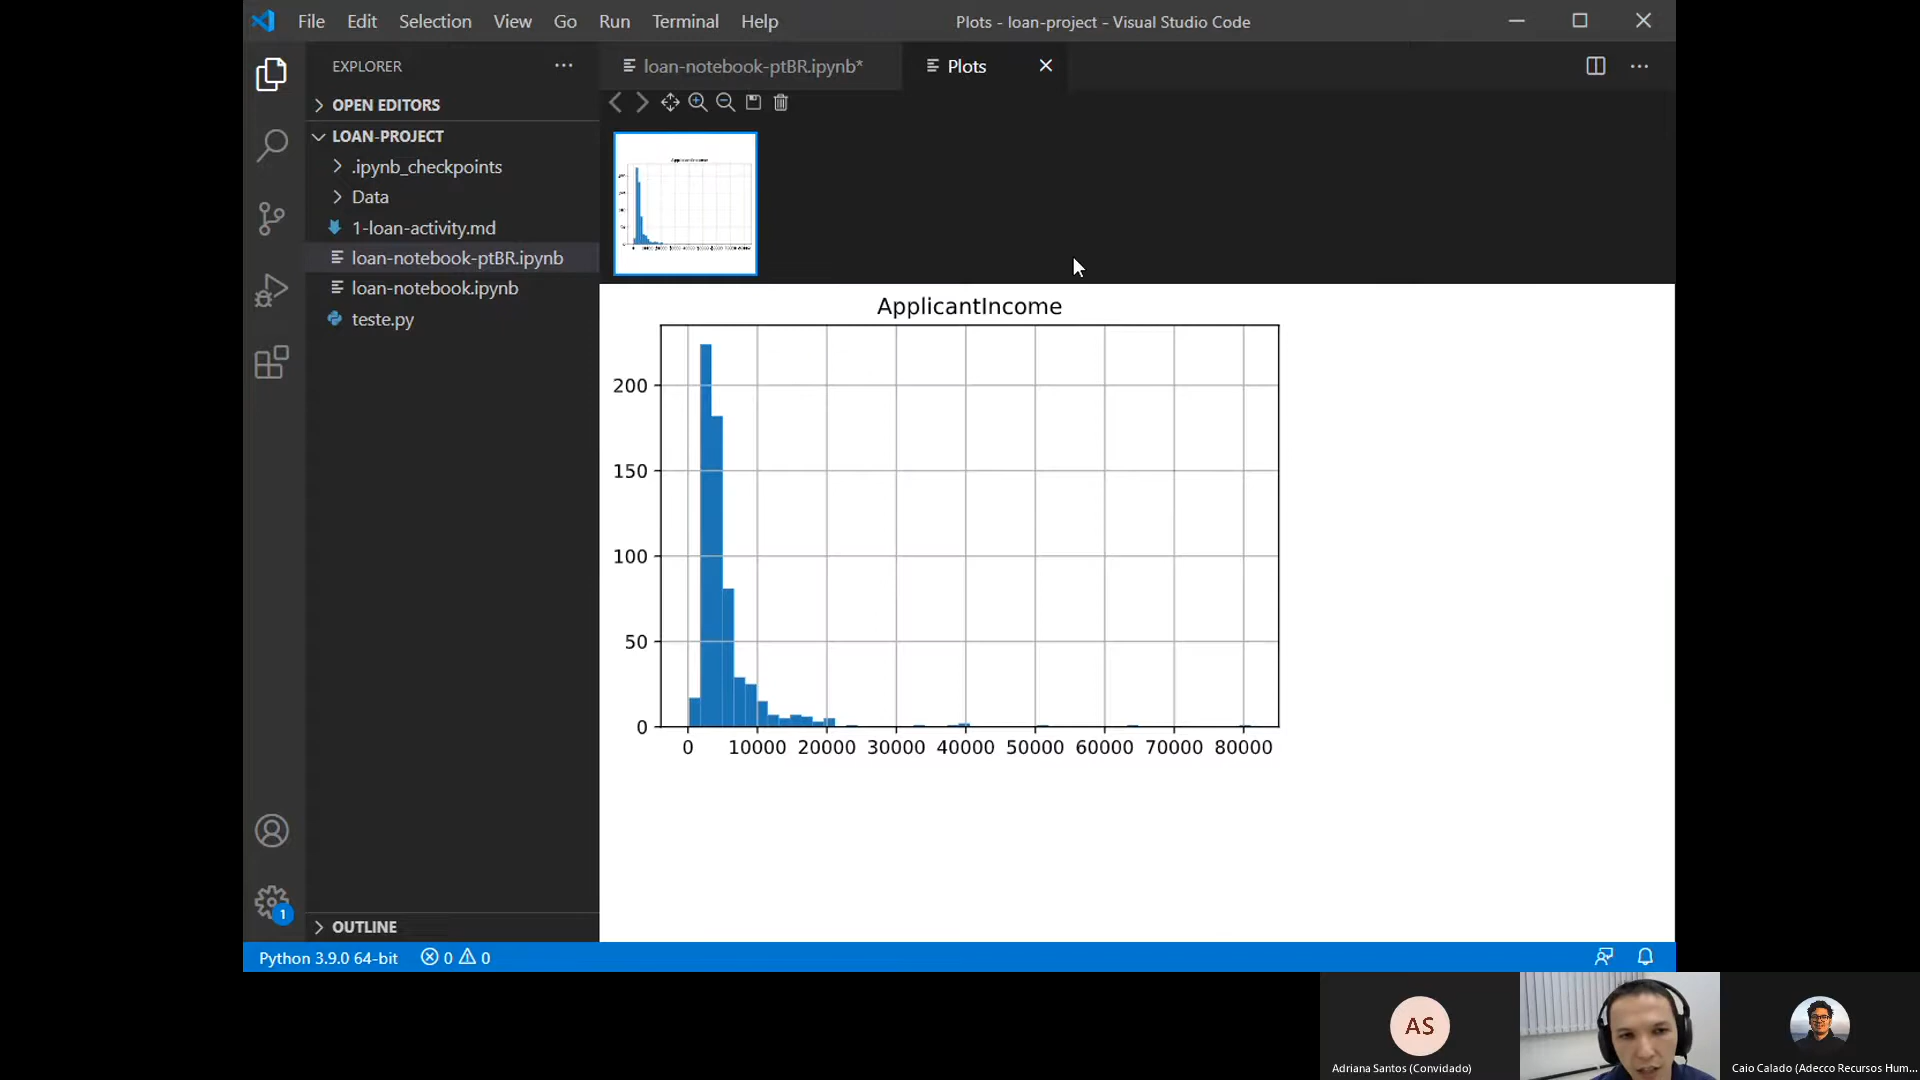 File Edit Selection View Go Run Terminal Help
Plots - loan-project - Visual Studio Code
EXPLORER
loan-notebook-ptBR.ipynb*
Plots
OPEN EDITORS
LOAN-PROJECT
.ipynb_checkpoints
Data
1-loan-activity.md
loan-notebook-ptBR.ipynb
loan-notebook.ipynb
teste.py
ApplicantIncome
200
150
100
50
0
0 10000 20000 30000 40000 50000 60000 70000 80000
1
OUTLINE
Python 3.9.0 64-bit
0 0
AS
Adriana Santos (Convidado)
Caio Calado (Adecco Recursos Hum...